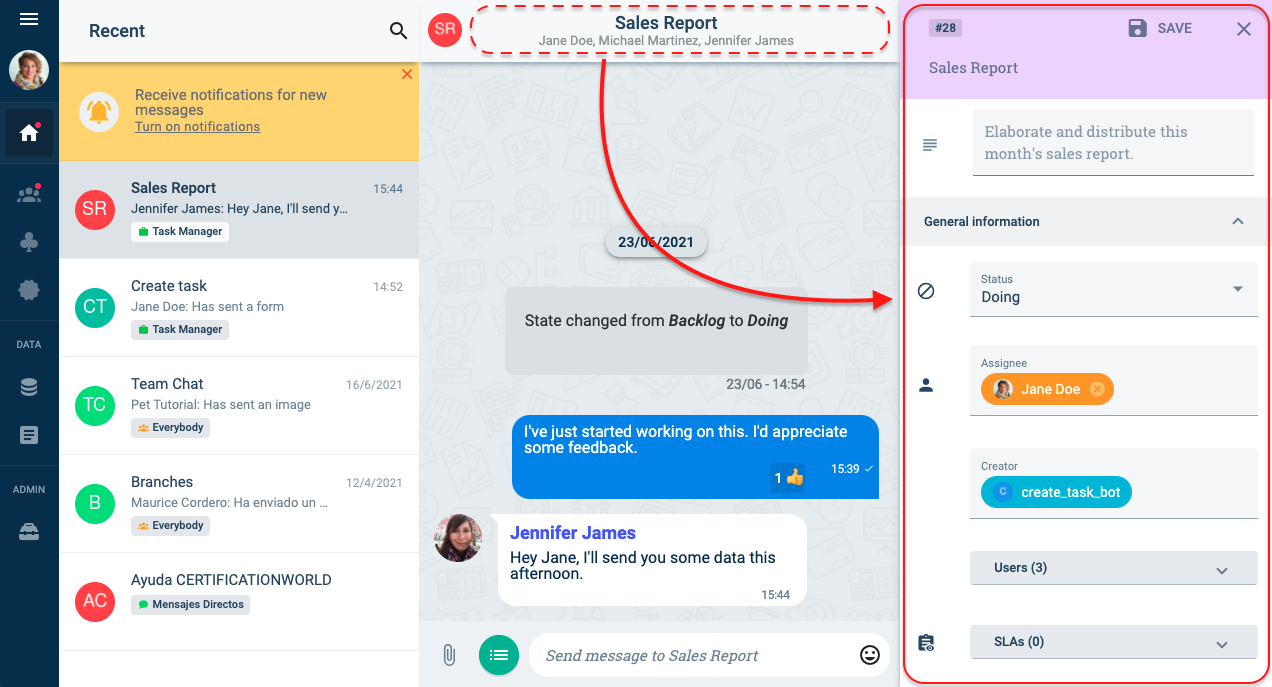 DATA
ADMIN
Recent
Receive notifications for new
messages
Turn on notifications
SR
Sales Report
15:44
Jennifer James: Hey Jane, I'll send y...
Task Manager
CT
Create task
14:52
Jane Doe: Has sent a form
Task Manager
TC
Team Chat
16/6/2021
Pet Tutorial: Has sent an image
Everybody
B
Branches
12/4/2021
Maurice Cordero: Ha enviado un ...
Everybody
AC
Ayuda CERTIFICATIONWORLD
Mensajes Directos
SR
Sales Report
Jane Doe, Michael Martinez, Jennifer James
23/06/2021
State changed from Backlog to Doing
23/06 - 14:54
I've just started working on this. I'd appreciate
some feedback.
1 👍
15:39
Jennifer James
Hey Jane, I'll send you some data this
afternoon.
15:44
Send message to Sales Report
#28
SAVE
Sales Report
Elaborate and distribute this
month's sales report.
General information
Status
Doing
Assignee
Jane Doe
Creator
C
create_task_bot
Users (3)
SLAs (0)